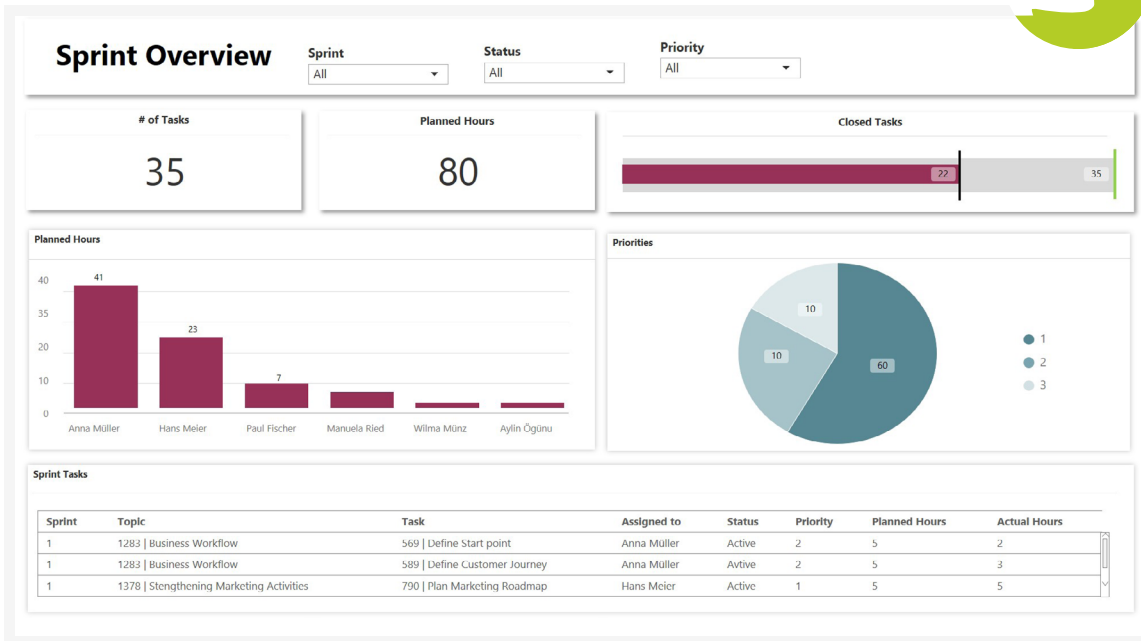 Sprint Overview
Sprint
All
Status
All
Priority
All
# of Tasks
35
Planned Hours
80
Closed Tasks
22
35
Planned Hours
40
35
20
10
0
41
23
7
Anna Müller
Hans Meier
Paul Fischer
Manuela Ried
Wilma Münz
Aylin Ögünu
Priorities
10
10
60
1
2
3
Sprint Tasks
Sprint Topic Task Assigned to Status Priority Planned Hours Actual Hours
1 1283 | Business Workflow 569 | Define Start point Anna Müller Active 2 5 2
1 1283 | Business Workflow 589 | Define Customer Journey Anna Müller Avtive 2 5 3
1 1378 | Stengthening Marketing Activities 790 | Plan Marketing Roadmap Hans Meier Active 1 5 5